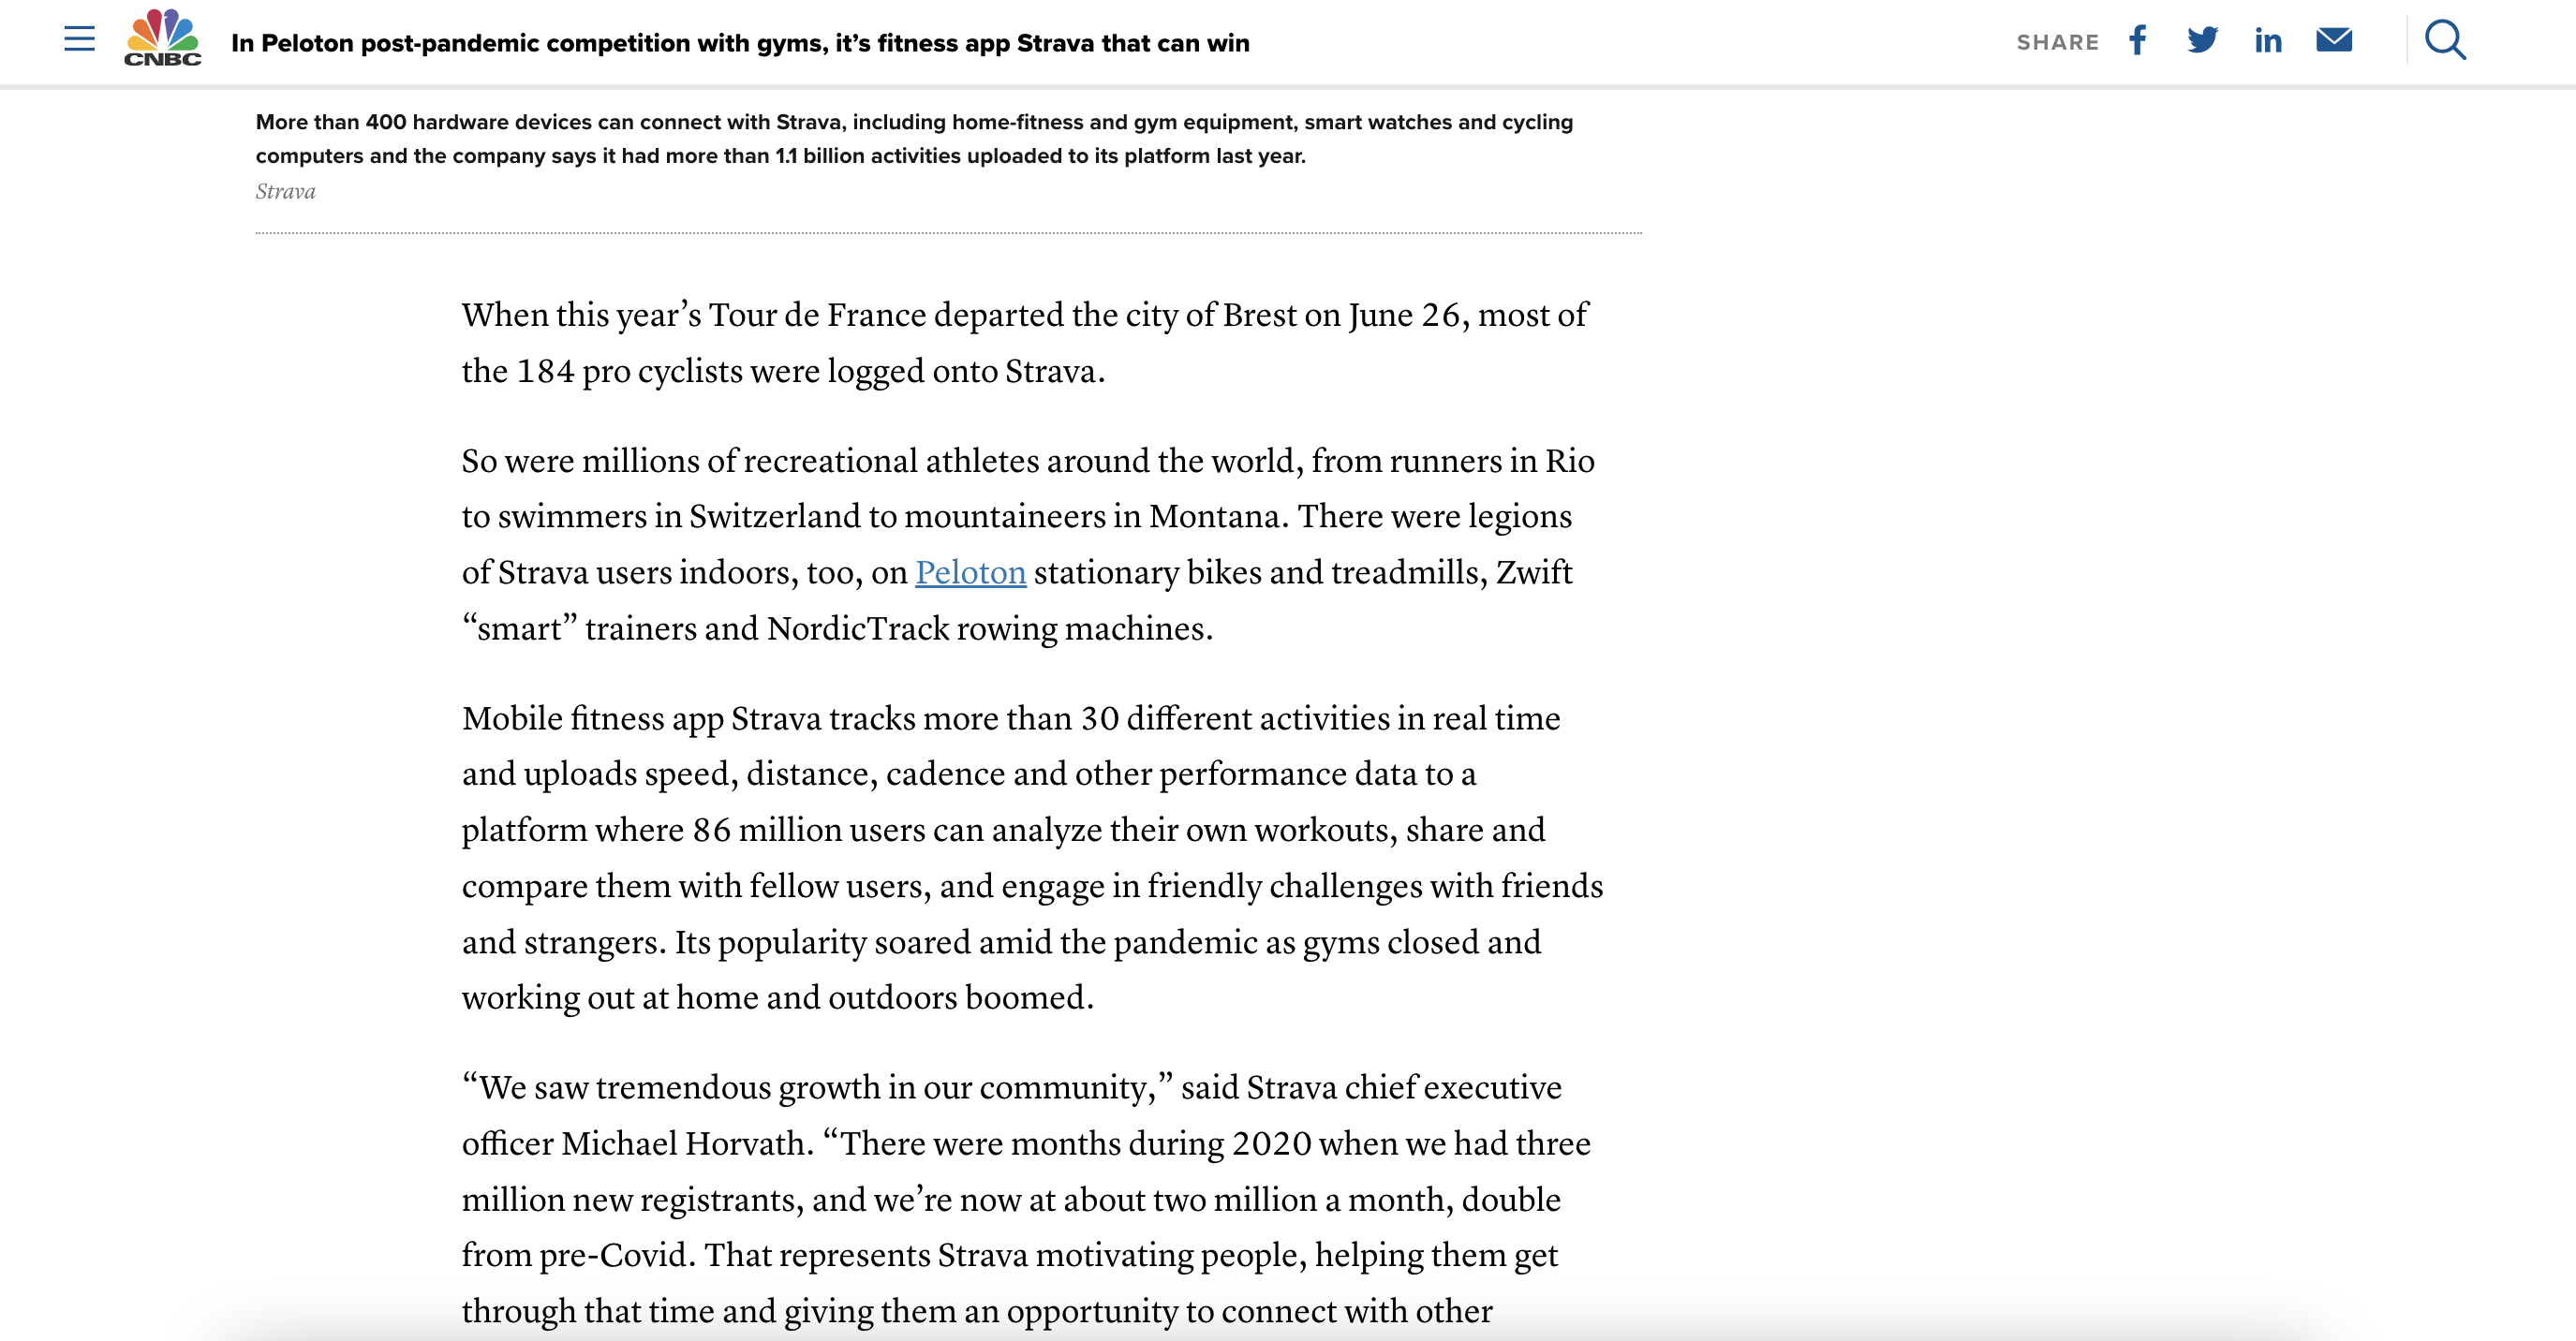 CNBC
In Peloton post-pandemic competition with gyms, it’s fitness app Strava that can win
SHARE
More than 400 hardware devices can connect with Strava, including home-fitness and gym equipment, smart watches and cycling
computers and the company says it had more than 1.1 billion activities uploaded to its platform last year.
Strava
When this year’s Tour de France departed the city of Brest on June 26, most of
the 184 pro cyclists were logged onto Strava.
So were millions of recreational athletes around the world, from runners in Rio
to swimmers in Switzerland to mountaineers in Montana. There were legions
of Strava users indoors, too, on Peloton stationary bikes and treadmills, Zwift
“smart” trainers and NordicTrack rowing machines.
Mobile fitness app Strava tracks more than 30 different activities in real time
and uploads speed, distance, cadence and other performance data to a
platform where 86 million users can analyze their own workouts, share and
compare them with fellow users, and engage in friendly challenges with friends
and strangers. Its popularity soared amid the pandemic as gyms closed and
working out at home and outdoors boomed.
“We saw tremendous growth in our community,” said Strava chief executive
officer Michael Horvath. “There were months during 2020 when we had three
million new registrants, and we’re now at about two million a month, double
from pre-Covid. That represents Strava motivating people, helping them get
through that time and giving them an opportunity to connect with other